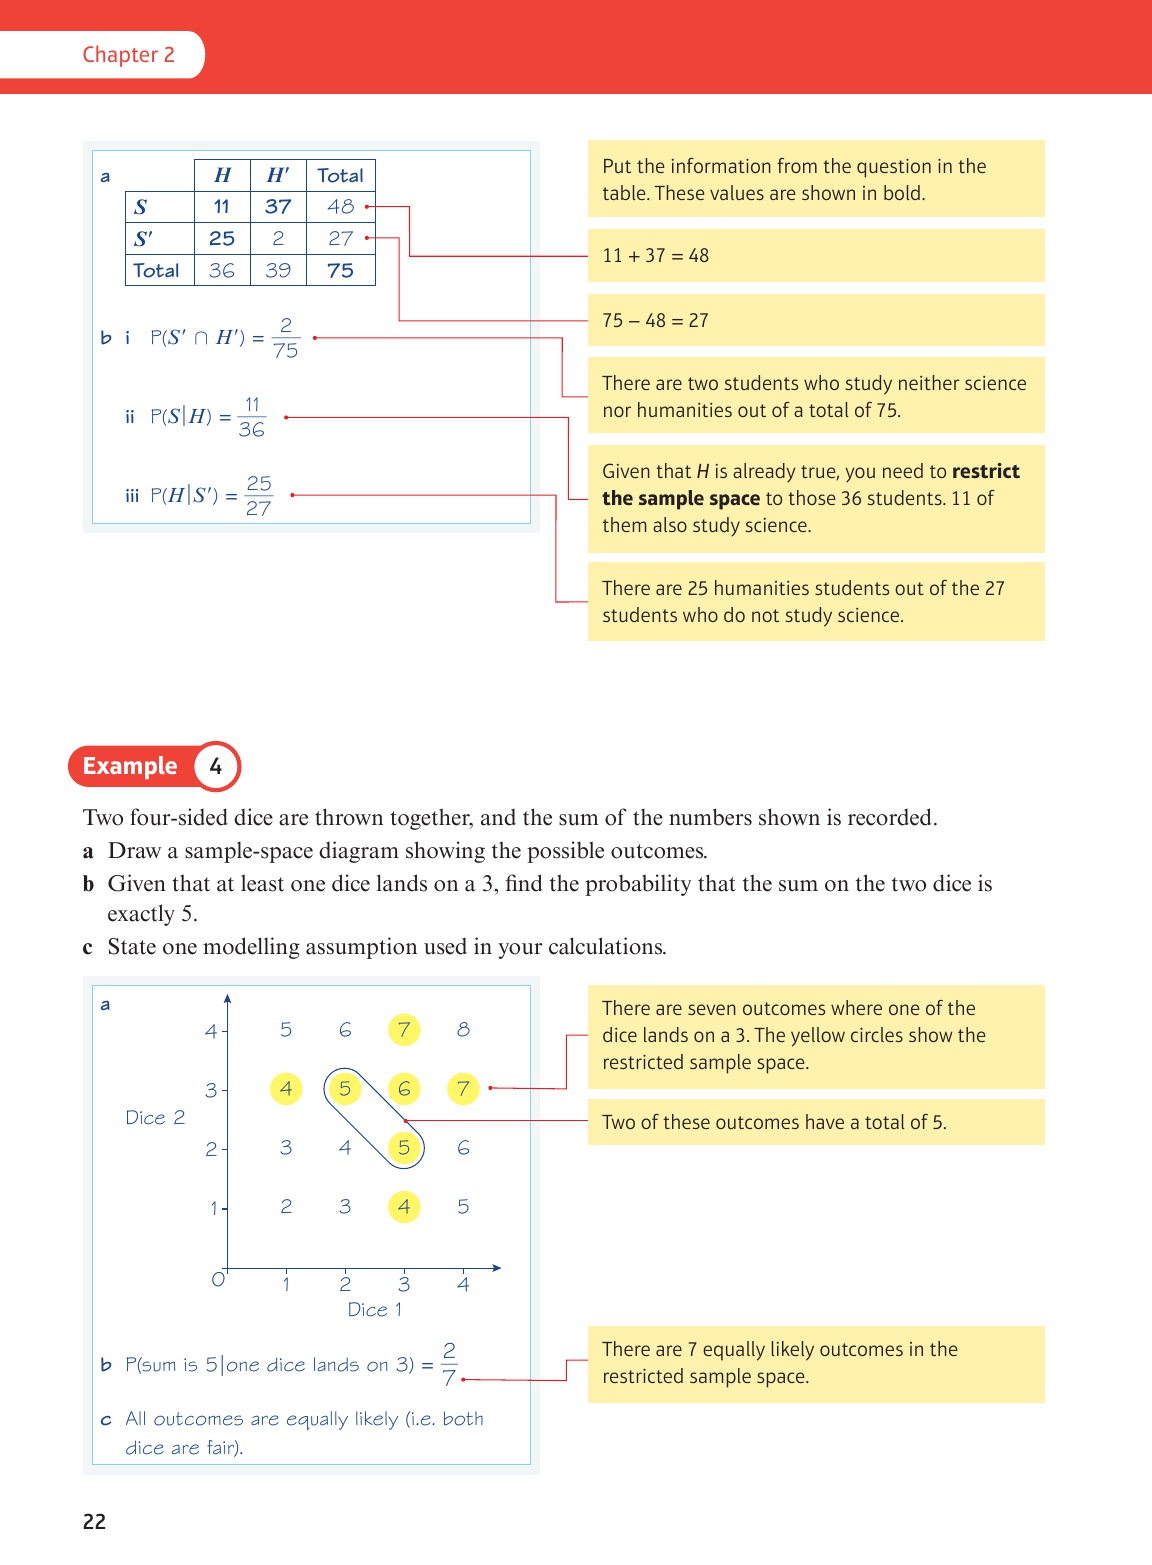 Chapter 2
a
H H′ Total
S 11 37 48
S′ 25 2 27
Total 36 39 75
b i P(S′ ∩ H′) = 2/75
ii P(S|H) = 11/36
iii P(H|S′) = 25/27
Put the information from the question in the
table. These values are shown in bold.
11 + 37 = 48
75 − 48 = 27
There are two students who study neither science
nor humanities out of a total of 75.
Given that H is already true, you need to restrict
the sample space to those 36 students. 11 of
them also study science.
There are 25 humanities students out of the 27
students who do not study science.
Example 4
Two four-sided dice are thrown together, and the sum of the numbers shown is recorded.
a Draw a sample-space diagram showing the possible outcomes.
b Given that at least one dice lands on a 3, find the probability that the sum on the two dice is
exactly 5.
c State one modelling assumption used in your calculations.
a
4 5 6 7 8
3 4 5 6 7
Dice 2
2 3 4 5 6
1 2 3 4 5
O 1 2 3 4
Dice 1
b P(sum is 5|one dice lands on 3) = 2/7
c All outcomes are equally likely (i.e. both
dice are fair).
There are seven outcomes where one of the
dice lands on a 3. The yellow circles show the
restricted sample space.
Two of these outcomes have a total of 5.
There are 7 equally likely outcomes in the
restricted sample space.
22